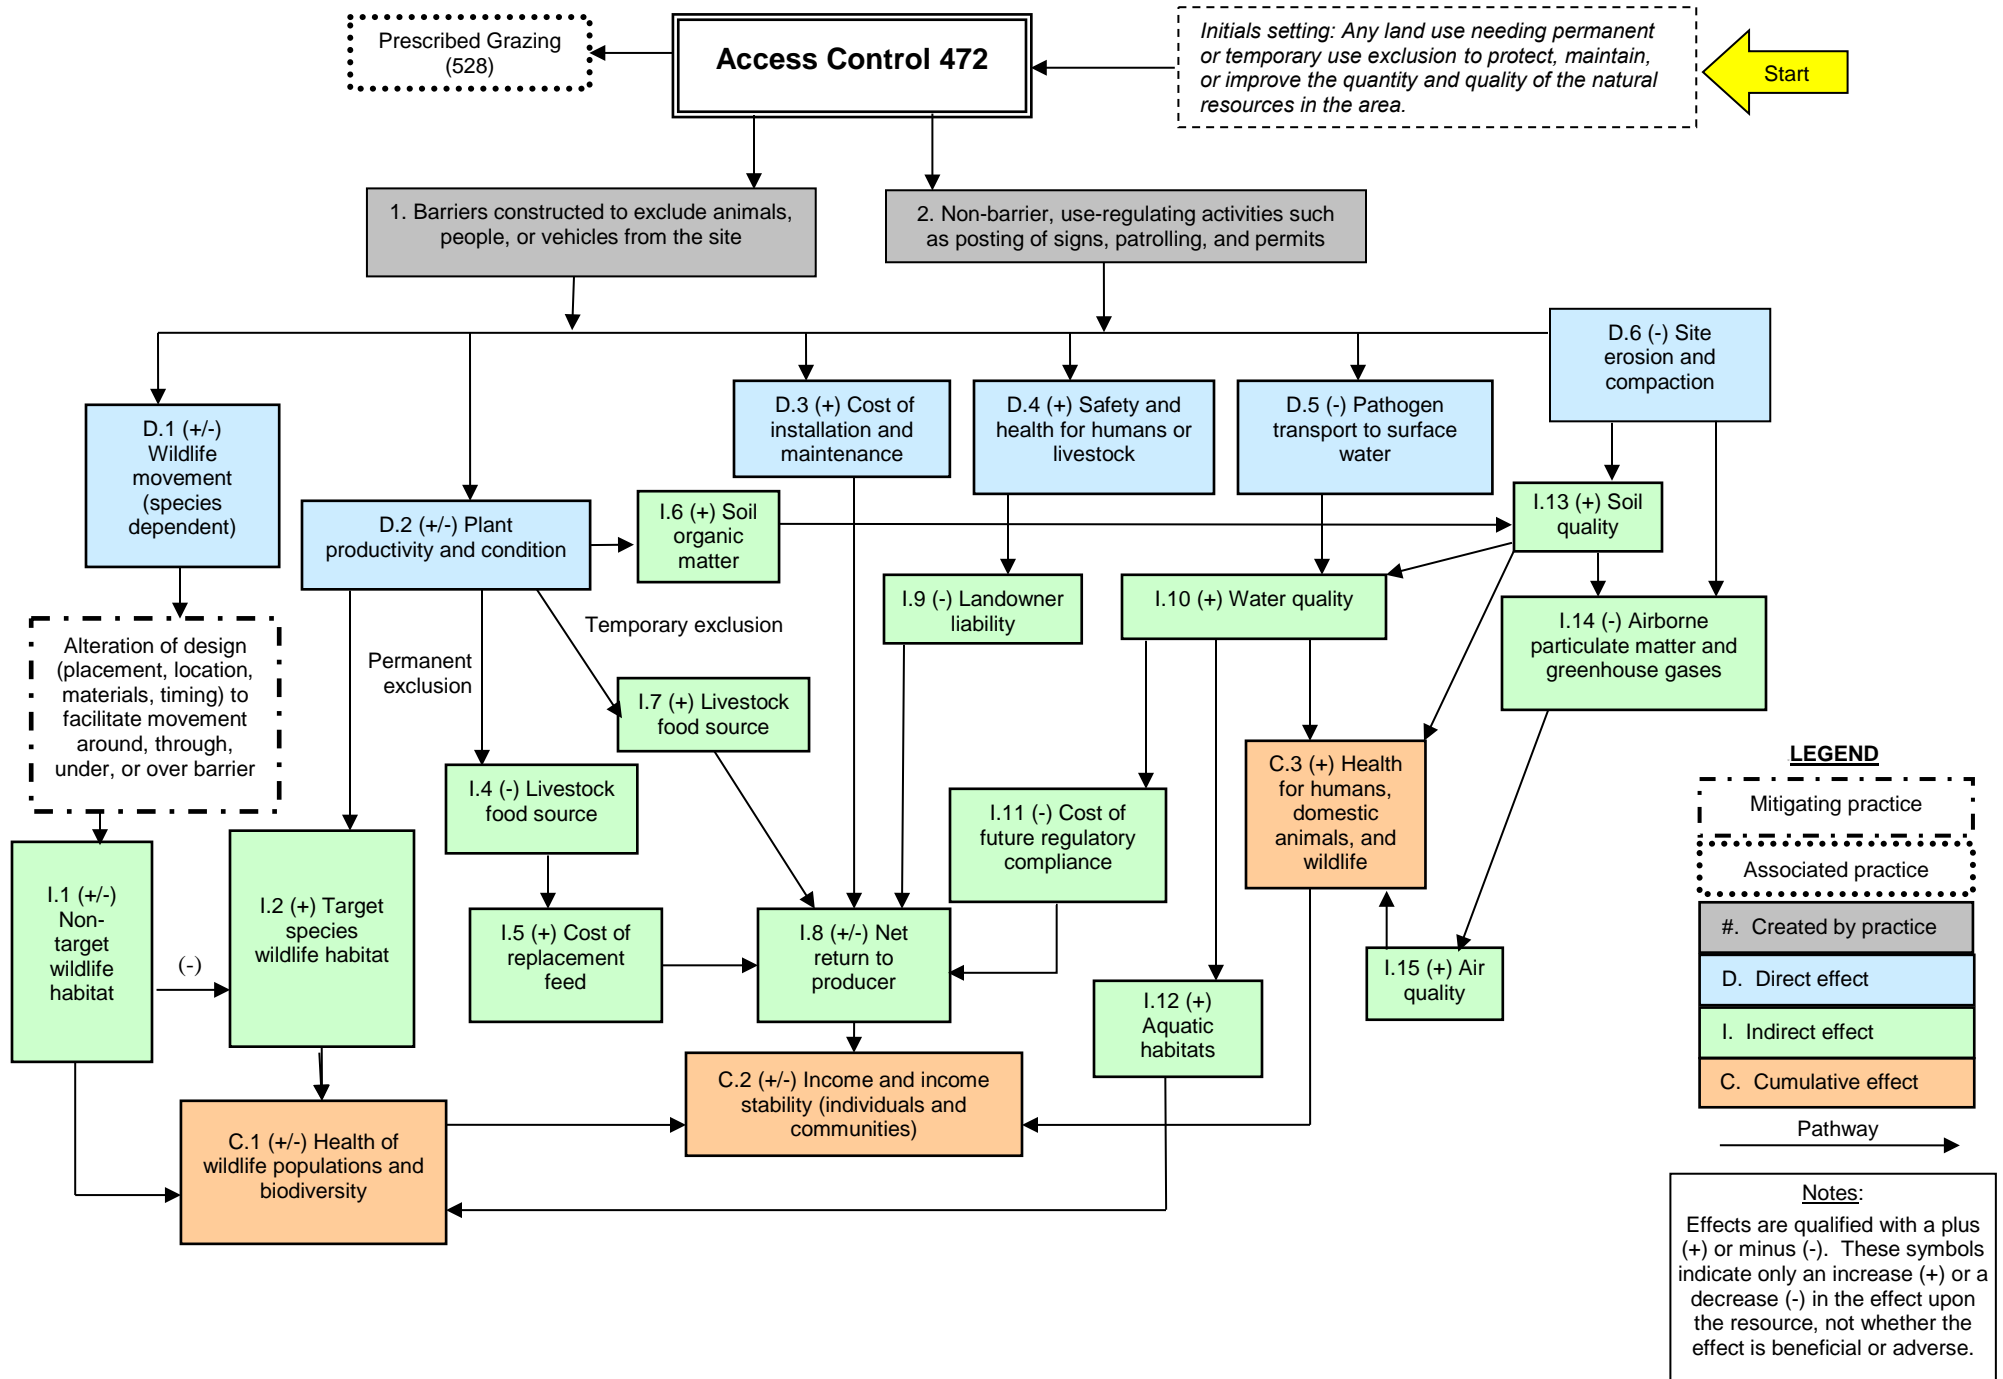 Prescribed Grazing
(528)
Access Control 472
Initials setting: Any land use needing permanent
or temporary use exclusion to protect, maintain,
or improve the quantity and quality of the natural
resources in the area.
Start
1. Barriers constructed to exclude animals,
people, or vehicles from the site
2. Non-barrier, use-regulating activities such
as posting of signs, patrolling, and permits
D.1 (+/-)
Wildlife
movement
(species
dependent)
D.2 (+/-) Plant
productivity and condition
D.3 (+) Cost of
installation and
maintenance
D.4 (+) Safety and
health for humans or
livestock
D.5 (-) Pathogen
transport to surface
water
D.6 (-) Site
erosion and
compaction
I.6 (+) Soil
organic
matter
I.13 (+) Soil
quality
I.9 (-) Landowner
liability
I.10 (+) Water quality
I.14 (-) Airborne
particulate matter and
greenhouse gases
Alteration of design
(placement, location,
materials, timing) to
facilitate movement
around, through,
under, or over barrier
Permanent
exclusion
Temporary exclusion
I.7 (+) Livestock
food source
I.4 (-) Livestock
food source
I.11 (-) Cost of
future regulatory
compliance
C.3 (+) Health
for humans,
domestic
animals, and
wildlife
I.1 (+/-)
Non-
target
wildlife
habitat
(-)
I.2 (+) Target
species
wildlife habitat
I.5 (+) Cost of
replacement
feed
I.8 (+/-) Net
return to
producer
I.12 (+)
Aquatic
habitats
I.15 (+) Air
quality
C.1 (+/-) Health of
wildlife populations and
biodiversity
C.2 (+/-) Income and income
stability (individuals and
communities)
LEGEND
Mitigating practice
Associated practice
#. Created by practice
D. Direct effect
I. Indirect effect
C. Cumulative effect
Pathway
Notes:
Effects are qualified with a plus
(+) or minus (-). These symbols
indicate only an increase (+) or a
decrease (-) in the effect upon
the resource, not whether the
effect is beneficial or adverse.